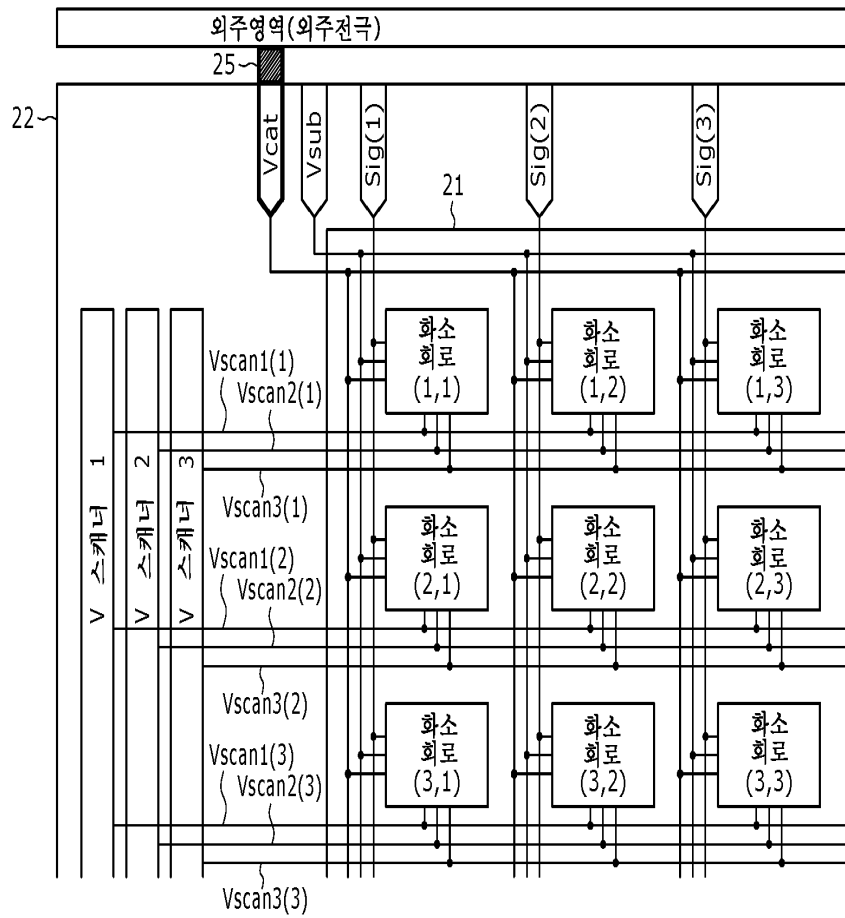 외주영역(외주전극)
25
22
Vcat
Vsub
Sig(1)
Sig(2)
Sig(3)
21
화소
회로
(1,1)
화소
회로
(1,2)
화소
회로
(1,3)
Vscan1(1)
Vscan2(1)
Vscan3(1)
V 스캐너 1
V 스캐너 2
V 스캐너 3
화소
회로
(2,1)
화소
회로
(2,2)
화소
회로
(2,3)
Vscan1(2)
Vscan2(2)
Vscan3(2)
화소
회로
(3,1)
화소
회로
(3,2)
화소
회로
(3,3)
Vscan1(3)
Vscan2(3)
Vscan3(3)